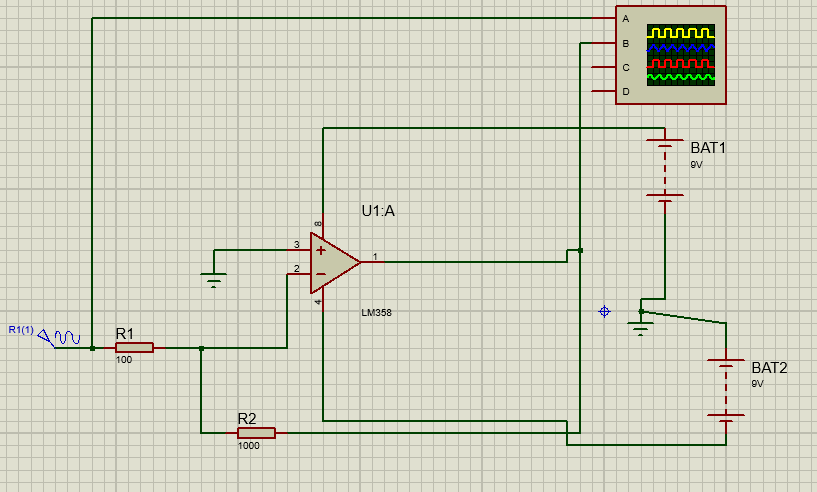 A
B
C
D
BAT1
9V
U1:A
8
3
1
2
4
LM358
R1(1)
R1
100
BAT2
9V
R2
1000